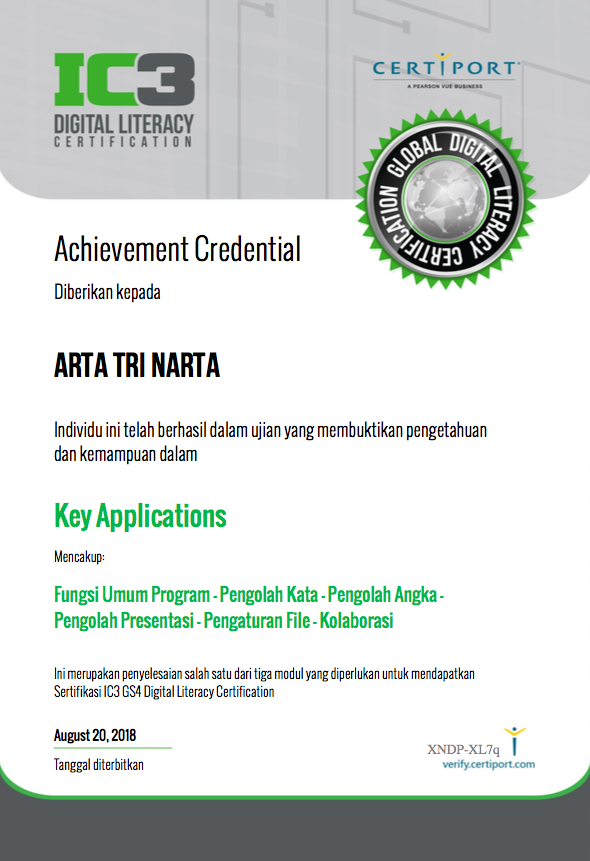 IC3
DIGITAL LITERACY
CERTIFICATION
CERTIPORT
A PEARSON VUE BUSINESS
GLOBAL DIGITAL LITERACY CERTIFICATION
Achievement Credential
Diberikan kepada
ARTA TRI NARTA
Individu ini telah berhasil dalam ujian yang membuktikan pengetahuan
dan kemampuan dalam
Key Applications
Mencakup:
Fungsi Umum Program - Pengolah Kata - Pengolah Angka -
Pengolah Presentasi - Pengaturan File - Kolaborasi
Ini merupakan penyelesaian salah satu dari tiga modul yang diperlukan untuk mendapatkan
Sertifikasi IC3 GS4 Digital Literacy Certification
August 20, 2018
Tanggal diterbitkan
XNDP-XL7q
verify.certiport.com